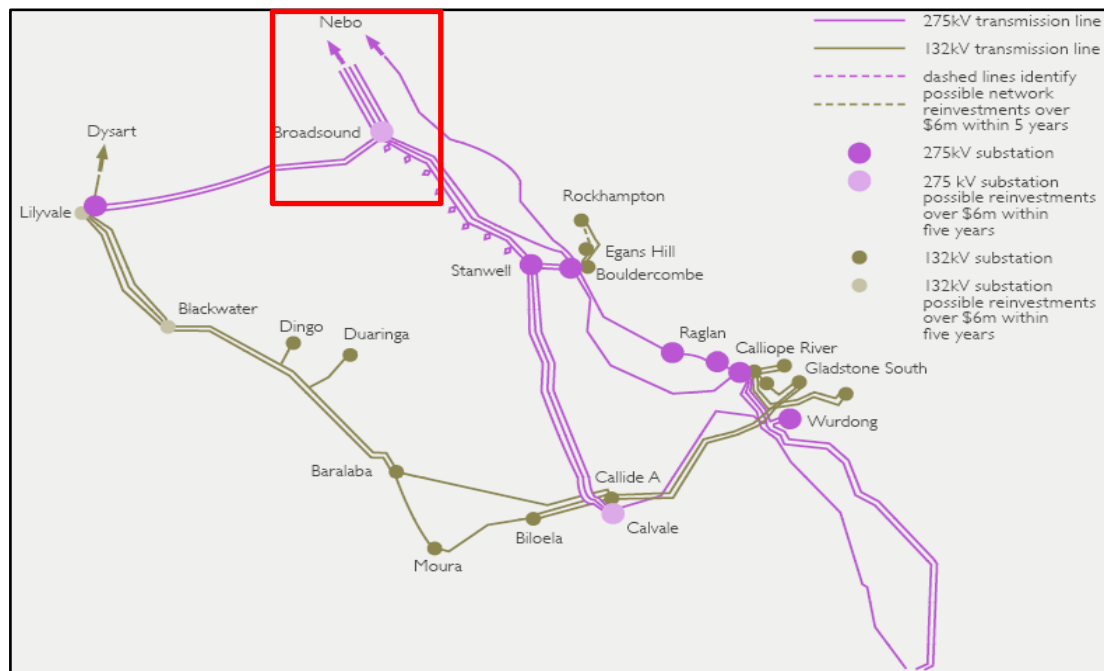 Nebo
Broadsound
Dysart
Lilyvale
Blackwater
Dingo
Duaringa
Baralaba
Moura
Biloela
Callide A
Calvale
Stanwell
Rockhampton
Egans Hill
Bouldercombe
Raglan
Calliope River
Gladstone South
Wurdong
275kV transmission line
132kV transmission line
dashed lines identify
possible network
reinvestments over
$6m within 5 years
275kV substation
275 kV substation
possible reinvestments
over $6m within
five years
132kV substation
132kV substation
possible reinvestments
over $6m within
five years